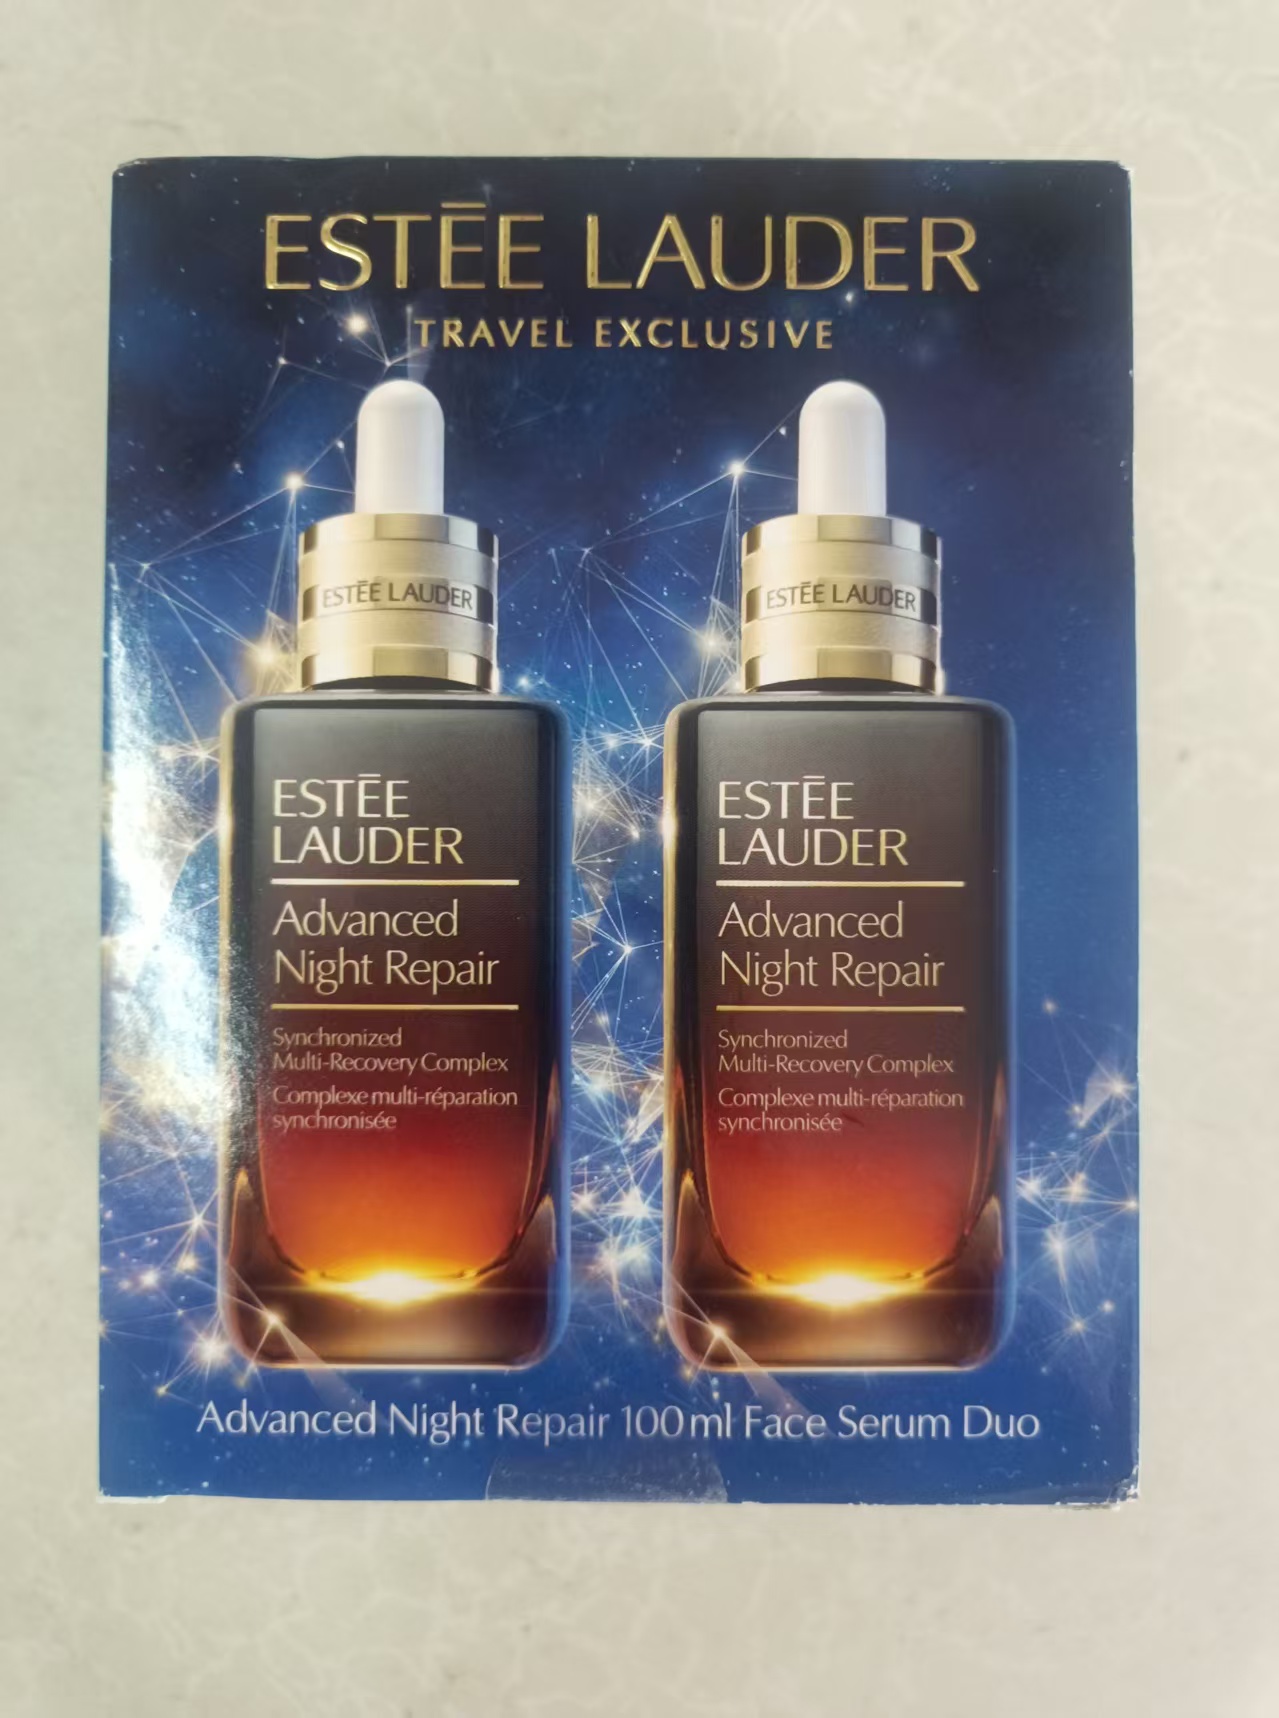 ESTĒE LAUDER
TRAVEL EXCLUSIVE
ESTĒE LAUDER
ESTĒE
LAUDER
Advanced
Night Repair
Synchronized
Multi-Recovery Complex
Complexe multi-réparation
synchronisée
ESTĒE LAUDER
ESTĒE
LAUDER
Advanced
Night Repair
Synchronized
Multi-Recovery Complex
Complexe multi-réparation
synchronisée
Advanced Night Repair 100 ml Face Serum Duo